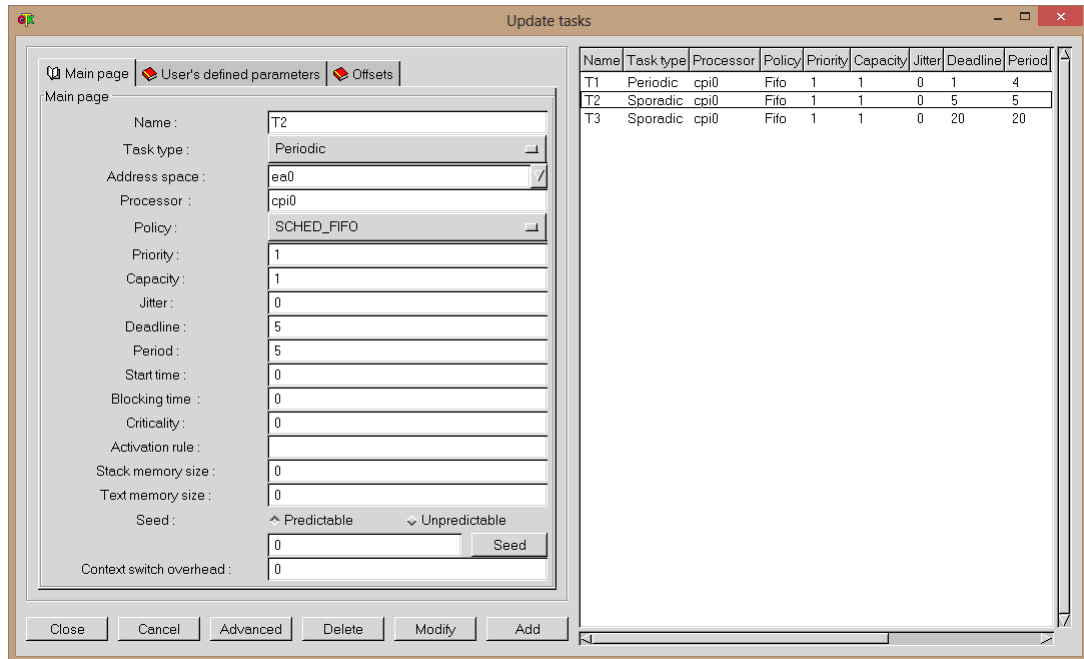 Update tasks
Main page User's defined parameters Offsets
Main page
Name : T2
Task type : Periodic
Address space : ea0
Processor : cpi0
Policy : SCHED_FIFO
Priority : 1
Capacity : 1
Jitter : 0
Deadline : 5
Period : 5
Start time : 0
Blocking time : 0
Criticality : 0
Activation rule :
Stack memory size : 0
Text memory size : 0
Seed : Predictable Unpredictable
0 Seed
Context switch overhead : 0
Close Cancel Advanced Delete Modify Add
Name Task type Processor Policy Priority Capacity Jitter Deadline Period
T1 Periodic cpi0 Fifo 1 1 0 1 4
T2 Sporadic cpi0 Fifo 1 1 0 5 5
T3 Sporadic cpi0 Fifo 1 1 0 20 20